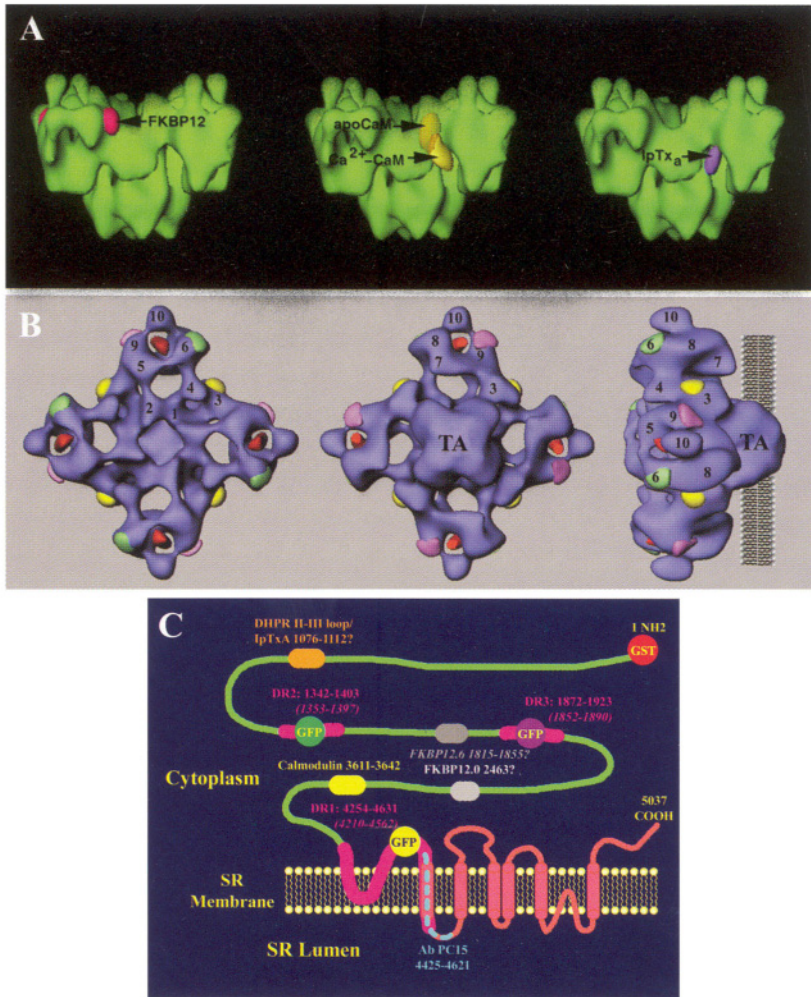 A
FKBP12
apoCaM
Ca2+-CaM
IpTxa
B
10
9
6
5
4
2
1
3
10
8
7
9
3
TA
10
6
8
7
4
3
9
5
10
TA
6
8
C
DHPR II-III loop/
IpTxA 1076-1112?
1 NH2
GST
DR2: 1342-1403
(1353-1397)
GFP
DR3: 1872-1923
(1852-1890)
GFP
FKBP12.6 1815-1855?
FKBP12.0 2463?
Cytoplasm
Calmodulin 3611-3642
DR1: 4254-4631
(4210-4562)
GFP
5037
COOH
SR
Membrane
SR Lumen
Ab PC15
4425-4621